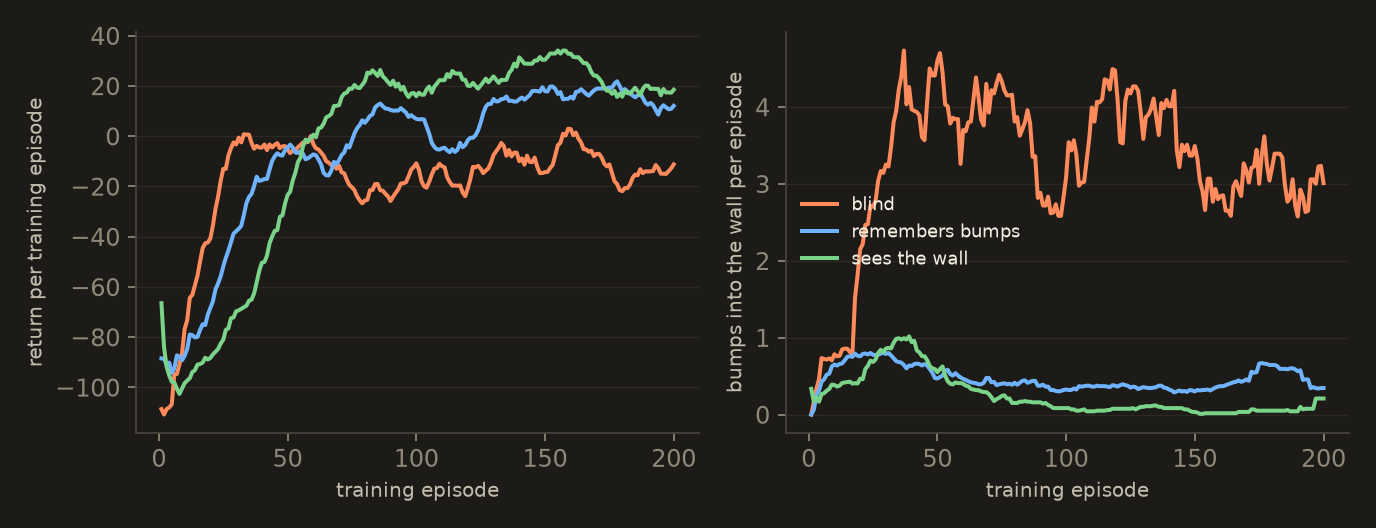 return per training episode
40
20
0
−20
−40
−60
−80
−100
0 50 100 150 200
training episode
bumps into the wall per episode
4
3
2
1
0
blind
remembers bumps
sees the wall
0 50 100 150 200
training episode